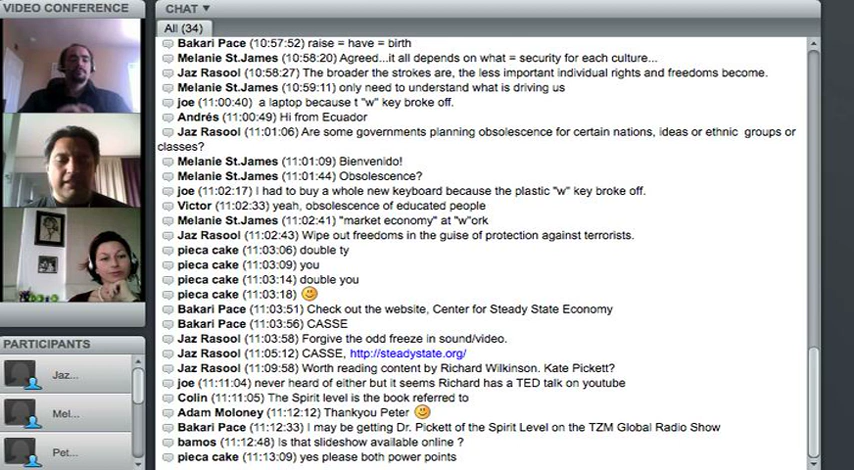 VIDEO CONFERENCE
CHAT
All (34)
Bakari Pace (10:57:52) raise = have = birth
Melanie St.James (10:58:20) Agreed...it all depends on what = security for each culture...
Jaz Rasool (10:58:27) The broader the strokes are, the less important individual rights and freedoms become.
Melanie St.James (10:59:11) only need to understand what is driving us
joe (11:00:40) a laptop because t "w" key broke off.
Andrés (11:00:49) Hi from Ecuador
Jaz Rasool (11:01:06) Are some governments planning obsolescence for certain nations, ideas or ethnic groups or
classes?
Melanie St.James (11:01:09) Bienvenido!
Melanie St.James (11:01:44) Obsolescence?
joe (11:02:17) I had to buy a whole new keyboard because the plastic "w" key broke off.
Victor (11:02:33) yeah, obsolescence of educated people
Melanie St.James (11:02:41) "market economy" at "w"ork
Jaz Rasool (11:02:43) Wipe out freedoms in the guise of protection against terrorists.
pieca cake (11:03:06) double ty
pieca cake (11:03:09) you
pieca cake (11:03:14) double you
pieca cake (11:03:18)
Bakari Pace (11:03:51) Check out the website, Center for Steady State Economy
Bakari Pace (11:03:56) CASSE
Jaz Rasool (11:03:58) Forgive the odd freeze in sound/video.
Jaz Rasool (11:05:12) CASSE, http://steadystate.org/
Jaz Rasool (11:09:58) Worth reading content by Richard Wilkinson. Kate Pickett?
joe (11:11:04) never heard of either but it seems Richard has a TED talk on youtube
Colin (11:11:05) The Spirit level is the book referred to
Adam Moloney (11:12:12) Thankyou Peter
Bakari Pace (11:12:33) I may be getting Dr. Pickett of the Spirit Level on the TZM Global Radio Show
bamos (11:12:48) Is that slideshow available online ?
pieca cake (11:13:09) yes please both power points
PARTICIPANTS
Jaz...
Mel...
Pet...